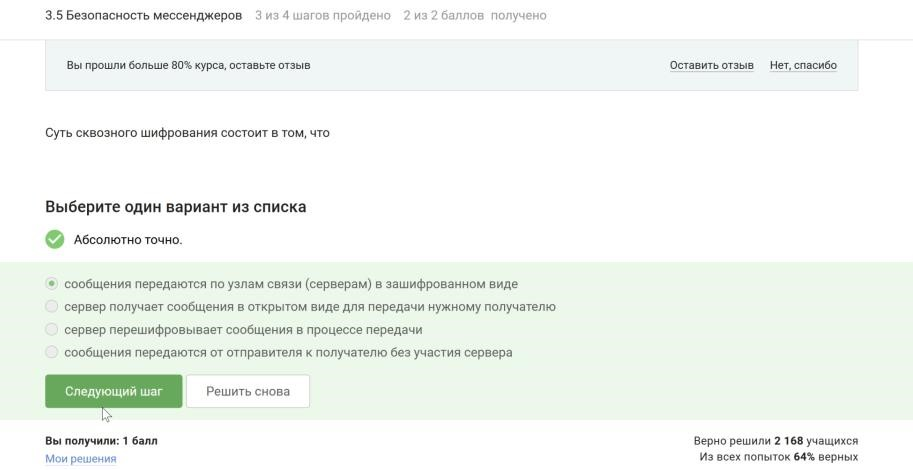 3.5 Безопасность мессенджеров 3 из 4 шагов пройдено 2 из 2 баллов получено
Вы прошли больше 80% курса, оставьте отзыв Оставить отзыв Нет, спасибо
Суть сквозного шифрования состоит в том, что
Выберите один вариант из списка
Абсолютно точно.
сообщения передаются по узлам связи (серверам) в зашифрованном виде
сервер получает сообщения в открытом виде для передачи нужному получателю
сервер перешифровывает сообщения в процессе передачи
сообщения передаются от отправителя к получателю без участия сервера
Следующий шаг Решить снова
Вы получили: 1 балл Верно решили 2 168 учащихся
Мои решения Из всех попыток 64% верных